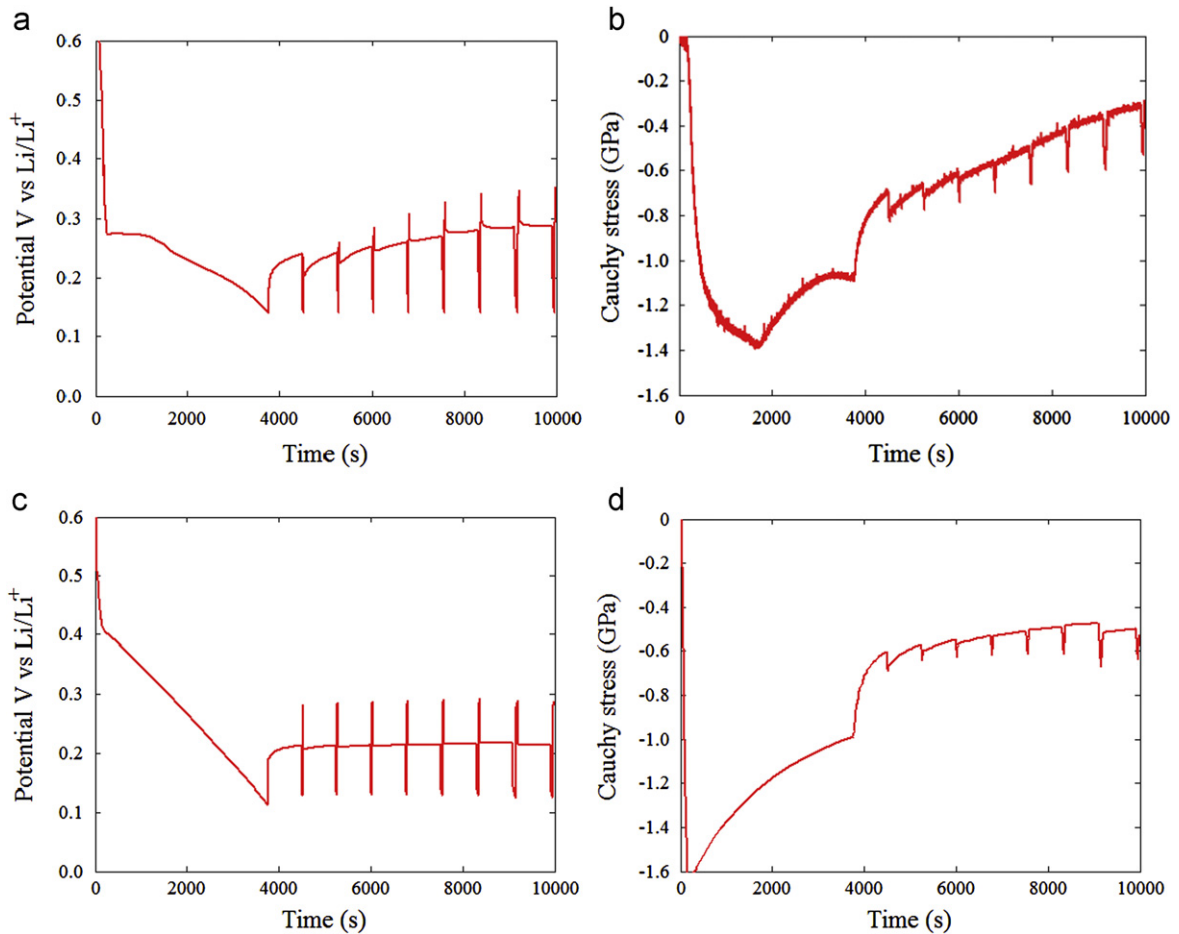 a
0.6
0.5
0.4
0.3
0.2
0.1
0.0
Potential V vs Li/Li+
0 2000 4000 6000 8000 10000
Time (s)
b
0
-0.2
-0.4
-0.6
-0.8
-1.0
-1.2
-1.4
-1.6
Cauchy stress (GPa)
0 2000 4000 6000 8000 10000
Time (s)
c
0.6
0.5
0.4
0.3
0.2
0.1
0.0
Potential V vs Li/Li+
0 2000 4000 6000 8000 10000
Time (s)
d
0
-0.2
-0.4
-0.6
-0.8
-1.0
-1.2
-1.4
-1.6
Cauchy stress (GPa)
0 2000 4000 6000 8000 10000
Time (s)